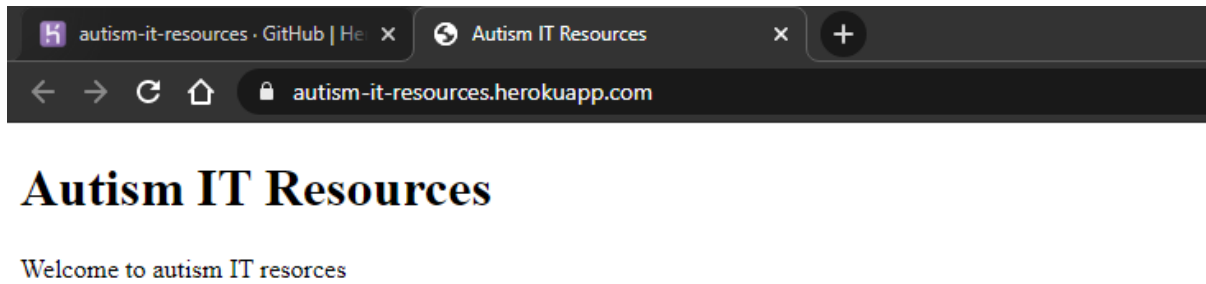 autism-it-resources · GitHub | He
Autism IT Resources
autism-it-resources.herokuapp.com
Autism IT Resources
Welcome to autism IT resorces